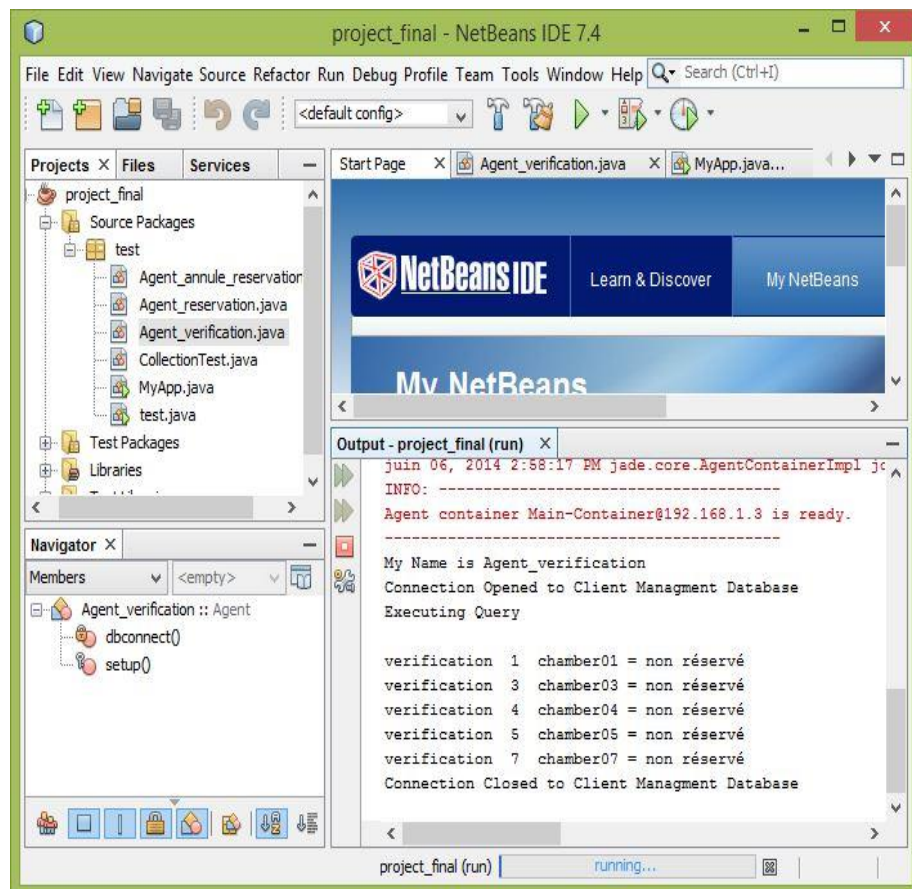 project_final - NetBeans IDE 7.4
File Edit View Navigate Source Refactor Run Debug Profile Team Tools Window Help Search (Ctrl+I)
<default config>
Projects X Files Services
Start Page X Agent_verification.java X MyApp.java...
project_final
Source Packages
test
Agent_annule_reservation
Agent_reservation.java
Agent_verification.java
CollectionTest.java
MyApp.java
test.java
Test Packages
Libraries
NetBeans IDE Learn & Discover My NetBeans
My NetBeans
Output - project_final (run) X
juin 06, 2014 2:58:17 PM jade.core.AgentContainerImpl jo
INFO: ----------------------------------------
Agent container Main-Container@192.168.1.3 is ready.
----------------------------------------------
My Name is Agent_verification
Connection Opened to Client Managment Database
Executing Query
verification 1 chamber01 = non réservé
verification 3 chamber03 = non réservé
verification 4 chamber04 = non réservé
verification 5 chamber05 = non réservé
verification 7 chamber07 = non réservé
Connection Closed to Client Managment Database
Navigator X
Members <empty>
Agent_verification :: Agent
dbconnect()
setup()
project_final (run) running...